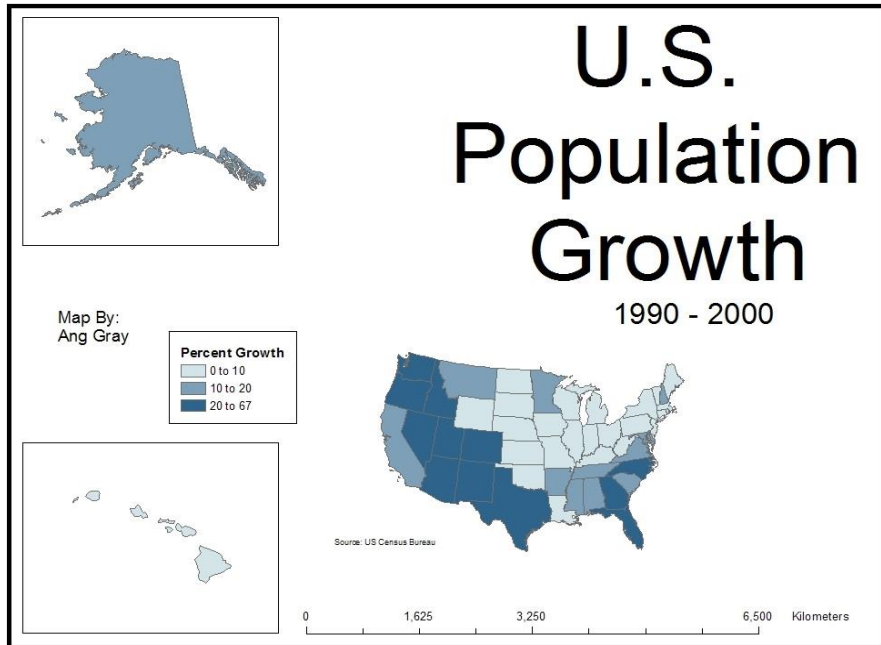 U.S.
Population
Growth
1990 - 2000
Map By:
Ang Gray
Percent Growth
0 to 10
10 to 20
20 to 67
Source: US Census Bureau
0 1,625 3,250 6,500 Kilometers